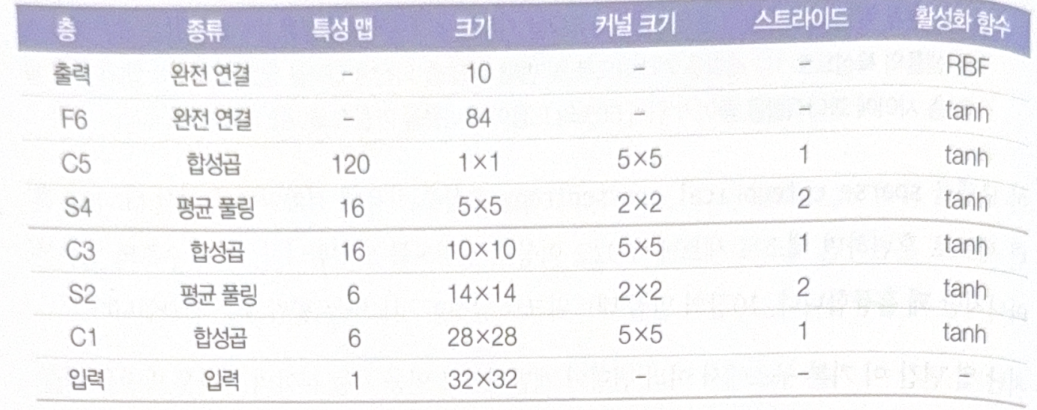 층 종류 특성 맵 크기 커널 크기 스트라이드 활성화 함수
출력 완전 연결 – 10 – RBF
F6 완전 연결 – 84 – tanh
C5 합성곱 120 1×1 5×5 1 tanh
S4 평균 풀링 16 5×5 2×2 2 tanh
C3 합성곱 16 10×10 5×5 1 tanh
S2 평균 풀링 6 14×14 2×2 2 tanh
C1 합성곱 6 28×28 5×5 1 tanh
입력 입력 1 32×32 – – –